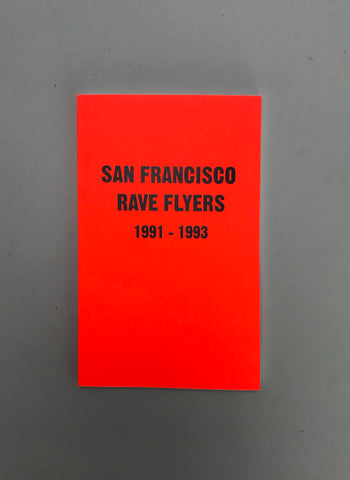 SAN FRANCISCO
RAVE FLYERS
1991 - 1993